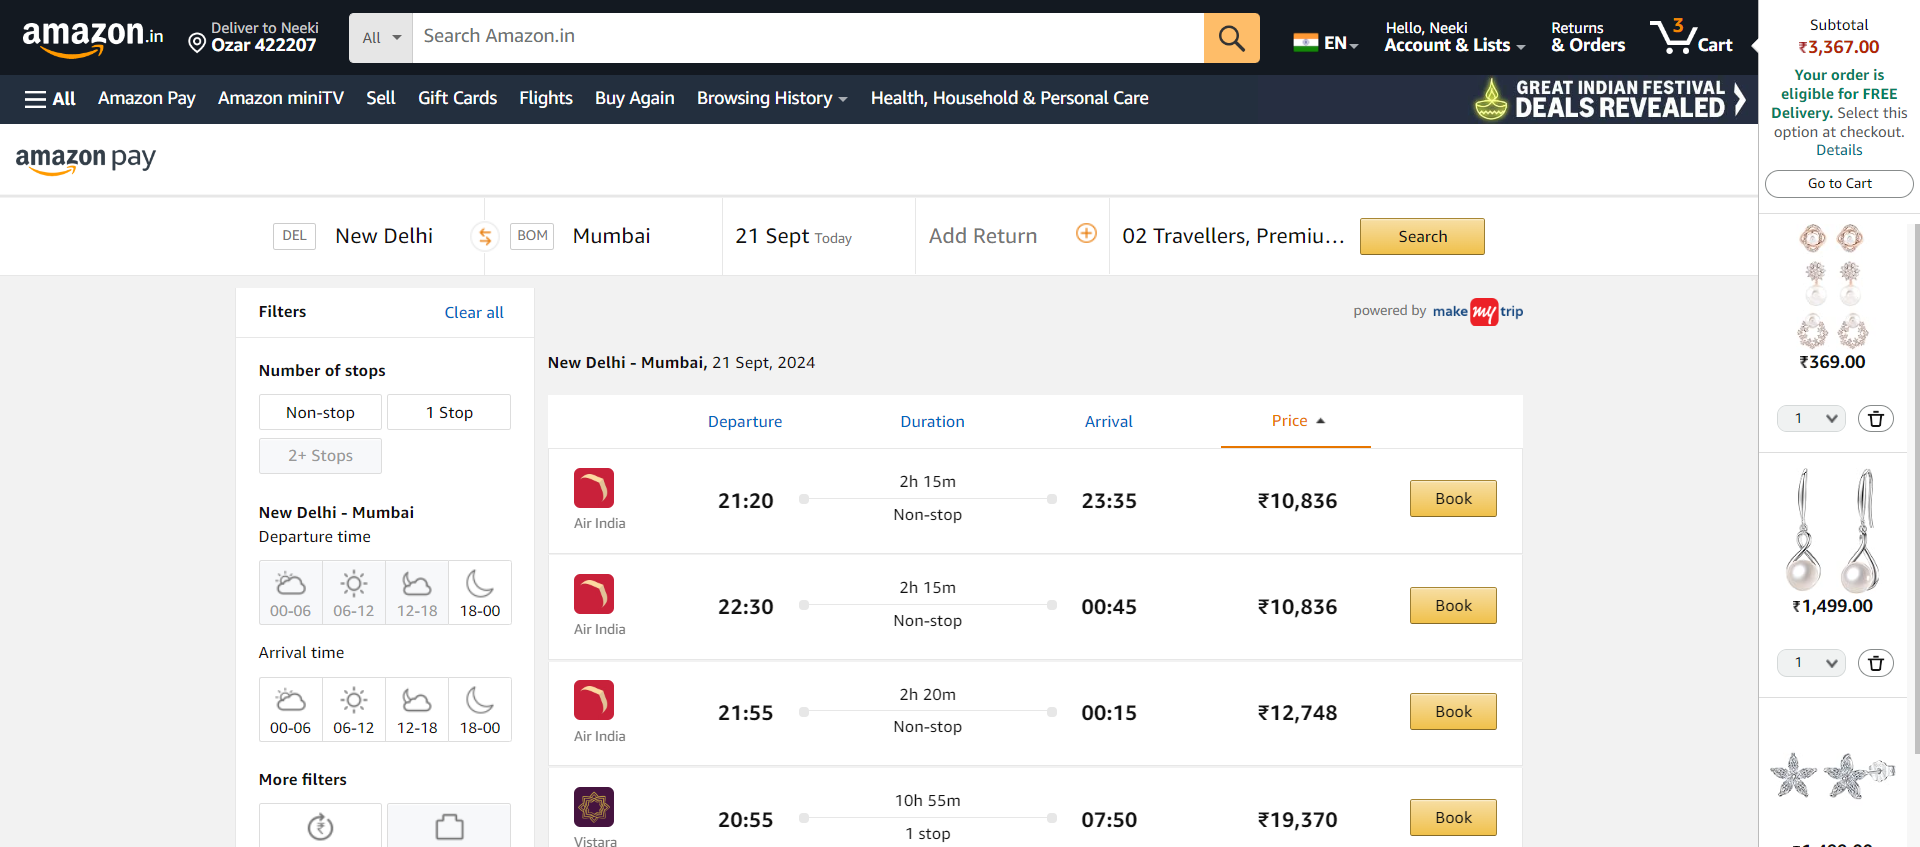 amazon.in
Deliver to Neeki
Ozar 422207
All
Search Amazon.in
EN
Hello, Neeki
Account & Lists
Returns
& Orders
3
Cart
All
Amazon Pay
Amazon miniTV
Sell
Gift Cards
Flights
Buy Again
Browsing History
Health, Household & Personal Care
GREAT INDIAN FESTIVAL
DEALS REVEALED
Subtotal
₹3,367.00
Your order is
eligible for FREE
Delivery. Select this
option at checkout.
Details
Go to Cart
₹369.00
1
₹1,499.00
1
amazon pay
DEL
New Delhi
BOM
Mumbai
21 Sept Today
Add Return
02 Travellers, Premiu...
Search
Filters
Clear all
Number of stops
Non-stop
1 Stop
2+ Stops
New Delhi - Mumbai
Departure time
00-06
06-12
12-18
18-00
Arrival time
00-06
06-12
12-18
18-00
More filters
powered by make my trip
New Delhi - Mumbai, 21 Sept, 2024
Departure
Duration
Arrival
Price
Air India
21:20
2h 15m
Non-stop
23:35
₹10,836
Book
Air India
22:30
2h 15m
Non-stop
00:45
₹10,836
Book
Air India
21:55
2h 20m
Non-stop
00:15
₹12,748
Book
Vistara
20:55
10h 55m
1 stop
07:50
₹19,370
Book